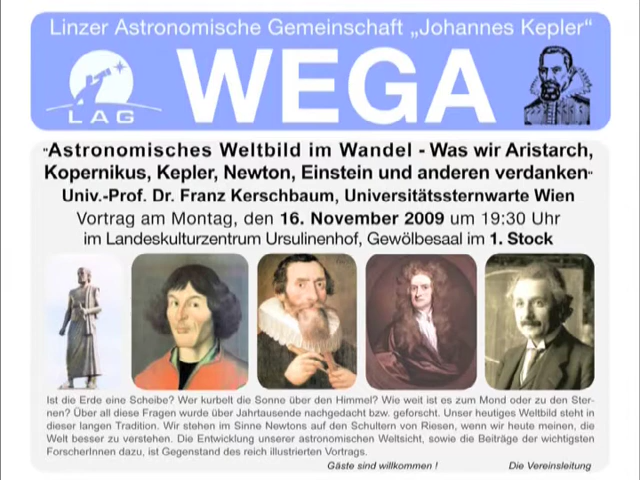 Linzer Astronomische Gemeinschaft „Johannes Kepler“
LAG
WEGA
"Astronomisches Weltbild im Wandel - Was wir Aristarch,
Kopernikus, Kepler, Newton, Einstein und anderen verdanken"
Univ.-Prof. Dr. Franz Kerschbaum, Universitätssternwarte Wien
Vortrag am Montag, den 16. November 2009 um 19:30 Uhr
im Landeskulturzentrum Ursulinenhof, Gewölbesaal im 1. Stock
Ist die Erde eine Scheibe? Wer kurbelt die Sonne über den Himmel? Wie weit ist es zum Mond oder zu den Ster-
nen? Über all diese Fragen wurde über Jahrtausende nachgedacht bzw. geforscht. Unser heutiges Weltbild steht in
dieser langen Tradition. Wir stehen im Sinne Newtons auf den Schultern von Riesen, wenn wir heute meinen, die
Welt besser zu verstehen. Die Entwicklung unserer astronomischen Weltsicht, sowie die Beiträge der wichtigsten
ForscherInnen dazu, ist Gegenstand des reich illustrierten Vortrags.
Gäste sind willkommen ! Die Vereinsleitung